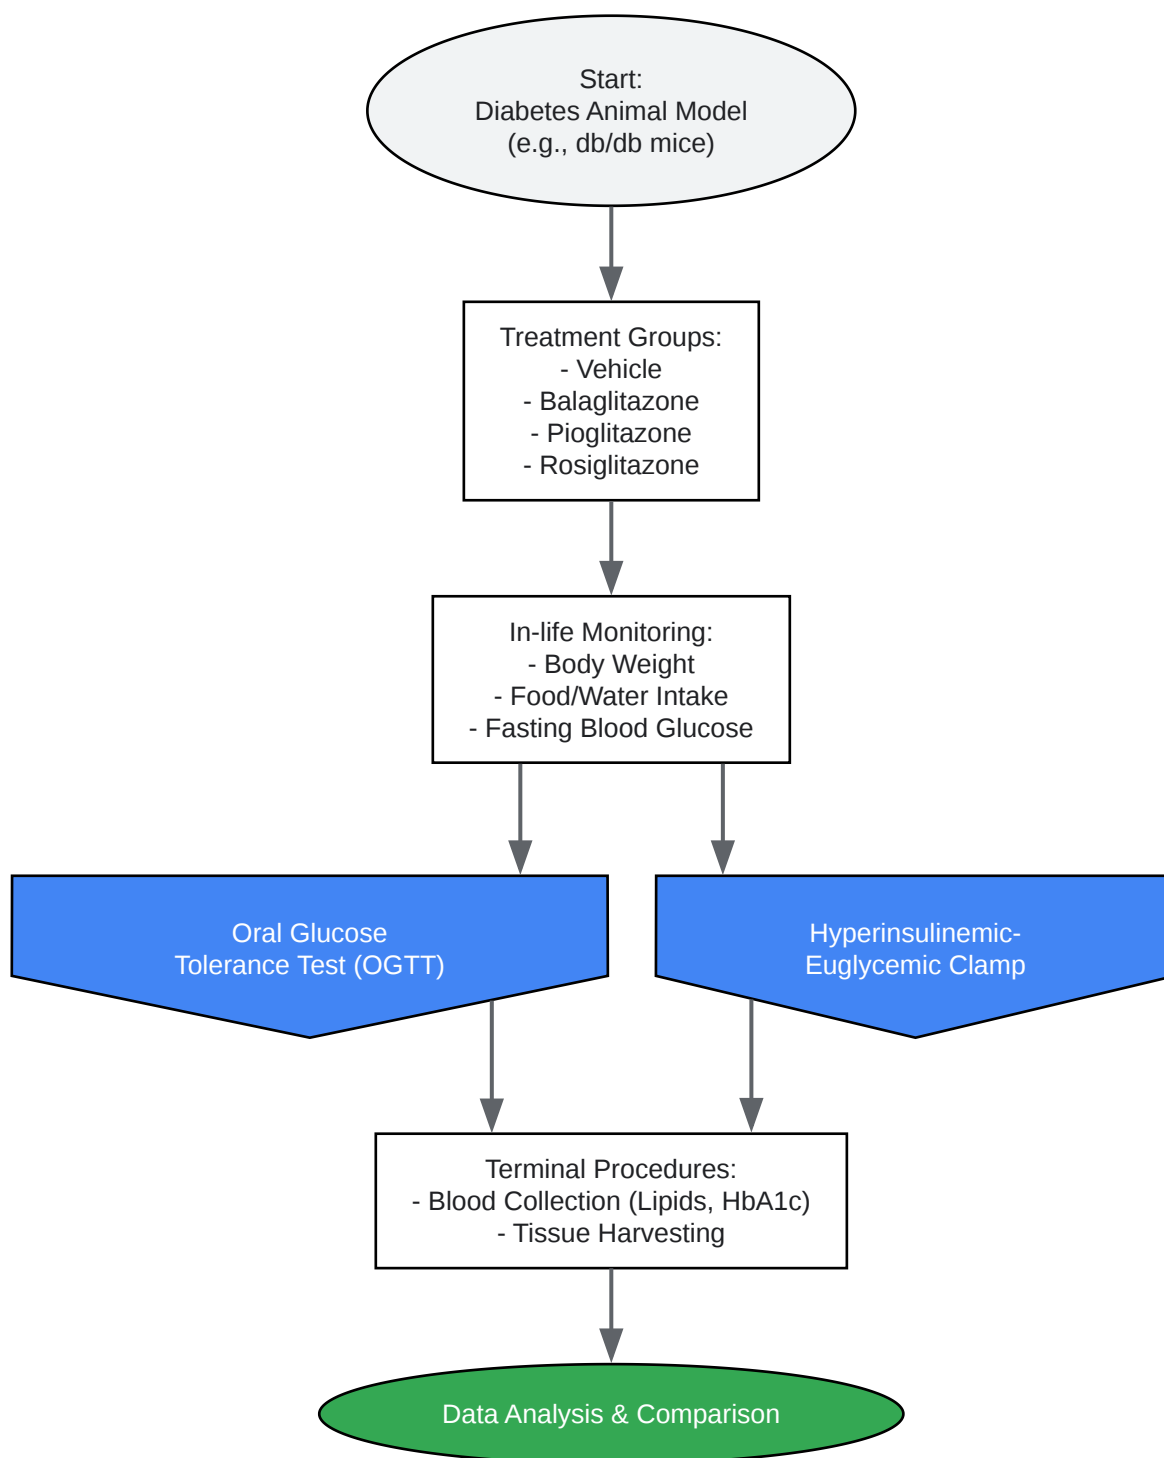 Start:
Diabetes Animal Model
(e.g., db/db mice)
Treatment Groups:
- Vehicle
- Balaglitazone
- Pioglitazone
- Rosiglitazone
In-life Monitoring:
- Body Weight
- Food/Water Intake
- Fasting Blood Glucose
Oral Glucose
Tolerance Test (OGTT)
Hyperinsulinemic-
Euglycemic Clamp
Terminal Procedures:
- Blood Collection (Lipids, HbA1c)
- Tissue Harvesting
Data Analysis & Comparison